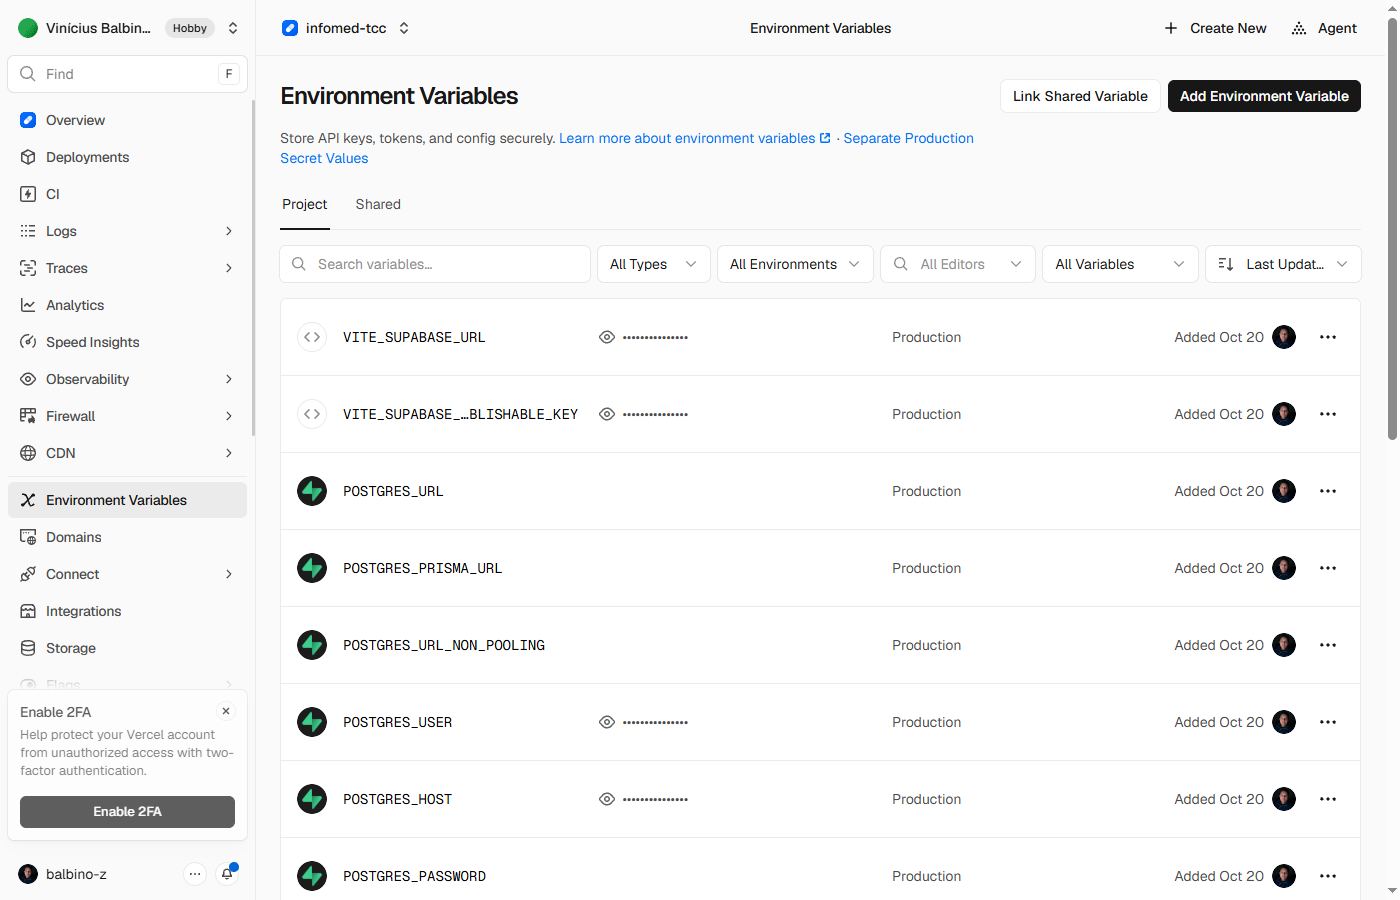 Vinícius Balbin...
Hobby
infomed-tcc
Environment Variables
Create New
Agent
Find
F
Overview
Deployments
CI
Logs
Traces
Analytics
Speed Insights
Observability
Firewall
CDN
Environment Variables
Domains
Connect
Integrations
Storage
Flags
Enable 2FA
Help protect your Vercel account
from unauthorized access with two-
factor authentication.
Enable 2FA
balbino-z
Environment Variables
Link Shared Variable
Add Environment Variable
Store API keys, tokens, and config securely. Learn more about environment variables · Separate Production
Secret Values
Project
Shared
Search variables...
All Types
All Environments
All Editors
All Variables
Last Updat...
VITE_SUPABASE_URL
••••••••••••••• Production
Added Oct 20
VITE_SUPABASE_…BLISHABLE_KEY
••••••••••••••• Production
Added Oct 20
POSTGRES_URL
Production
Added Oct 20
POSTGRES_PRISMA_URL
Production
Added Oct 20
POSTGRES_URL_NON_POOLING
Production
Added Oct 20
POSTGRES_USER
••••••••••••••• Production
Added Oct 20
POSTGRES_HOST
••••••••••••••• Production
Added Oct 20
POSTGRES_PASSWORD
Production
Added Oct 20